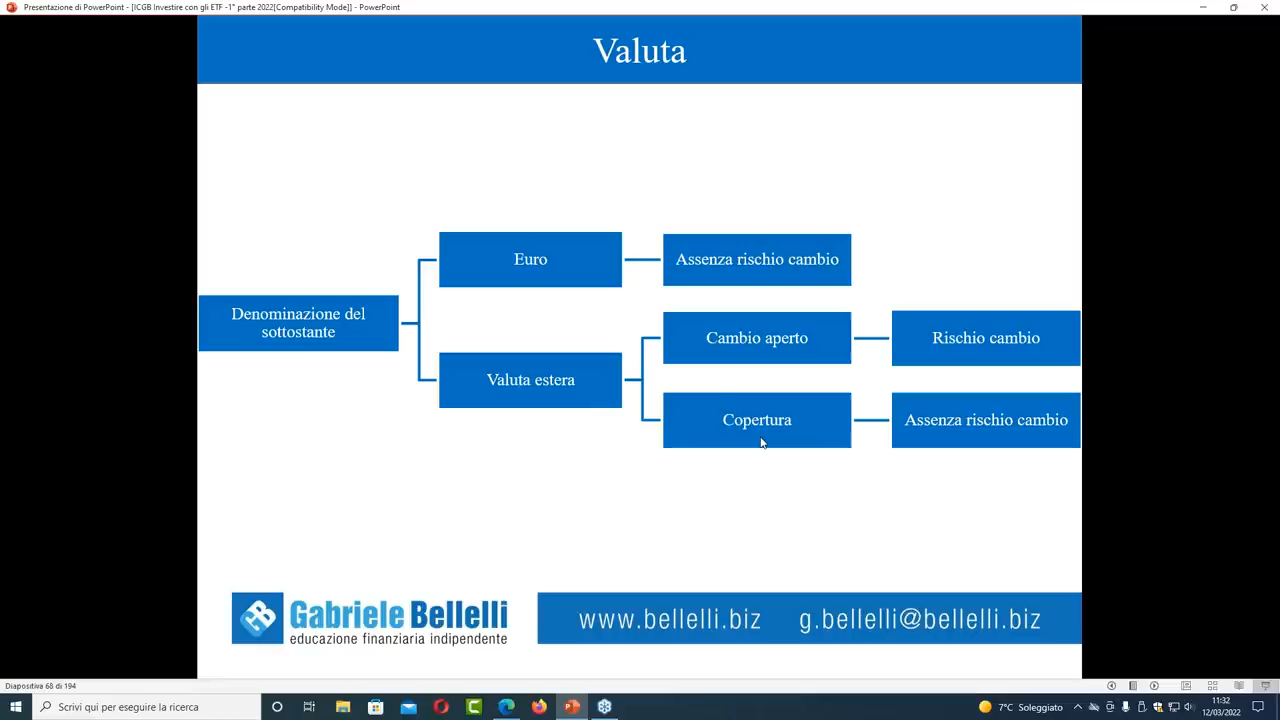 Presentazione di PowerPoint - [ICGB Investire con gli ETF -1° parte 2022[Compatibility Mode]] - PowerPoint
Valuta
Euro
Assenza rischio cambio
Denominazione del
sottostante
Cambio aperto
Rischio cambio
Valuta estera
Copertura
Assenza rischio cambio
Gabriele Bellelli
educazione finanziaria indipendente
www.bellelli.biz g.bellelli@bellelli.biz
Diapositiva 68 di 194
Scrivi qui per eseguire la ricerca
7°C Soleggiato
11:32
12/03/2022